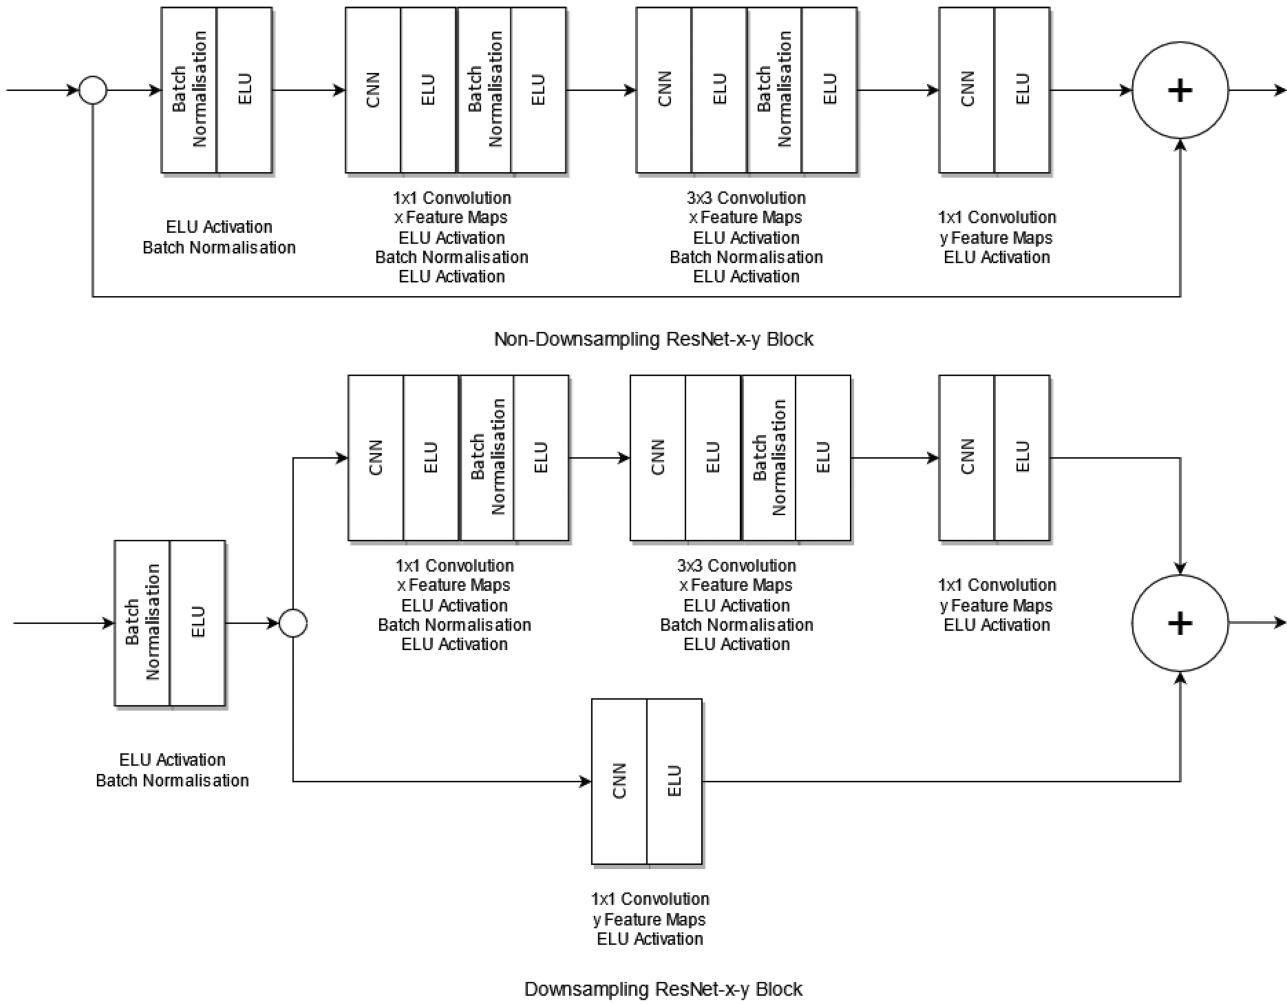 Batch
Normalisation
ELU
CNN
ELU
Batch
Normalisation
ELU
CNN
ELU
Batch
Normalisation
ELU
CNN
ELU
+
ELU Activation
Batch Normalisation
1x1 Convolution
x Feature Maps
ELU Activation
Batch Normalisation
ELU Activation
3x3 Convolution
x Feature Maps
ELU Activation
Batch Normalisation
ELU Activation
1x1 Convolution
y Feature Maps
ELU Activation
Non-Downsampling ResNet-x-y Block
Batch
Normalisation
ELU
ELU Activation
Batch Normalisation
CNN
ELU
Batch
Normalisation
ELU
1x1 Convolution
x Feature Maps
ELU Activation
Batch Normalisation
ELU Activation
CNN
ELU
Batch
Normalisation
ELU
3x3 Convolution
x Feature Maps
ELU Activation
Batch Normalisation
ELU Activation
CNN
ELU
1x1 Convolution
y Feature Maps
ELU Activation
+
CNN
ELU
1x1 Convolution
y Feature Maps
ELU Activation
Downsampling ResNet-x-y Block